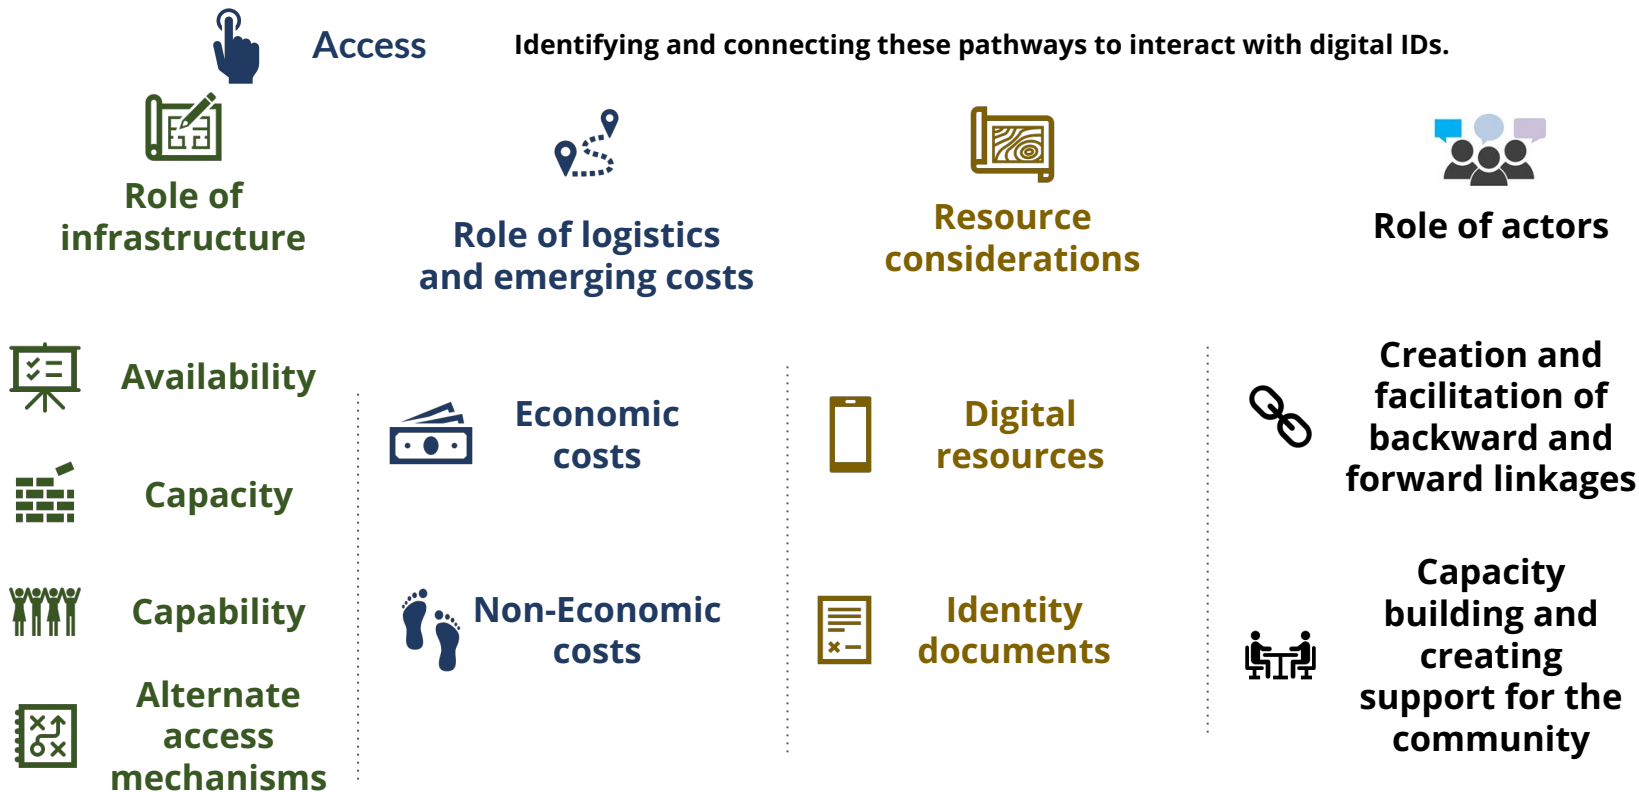 Access
Identifying and connecting these pathways to interact with digital IDs.
Role of
infrastructure
Role of logistics
and emerging costs
Resource
considerations
Role of actors
Availability
Capacity
Capability
Alternate
access
mechanisms
Economic
costs
Non-Economic
costs
Digital
resources
Identity
documents
Creation and
facilitation of
backward and
forward linkages
Capacity
building and
creating
support for the
community